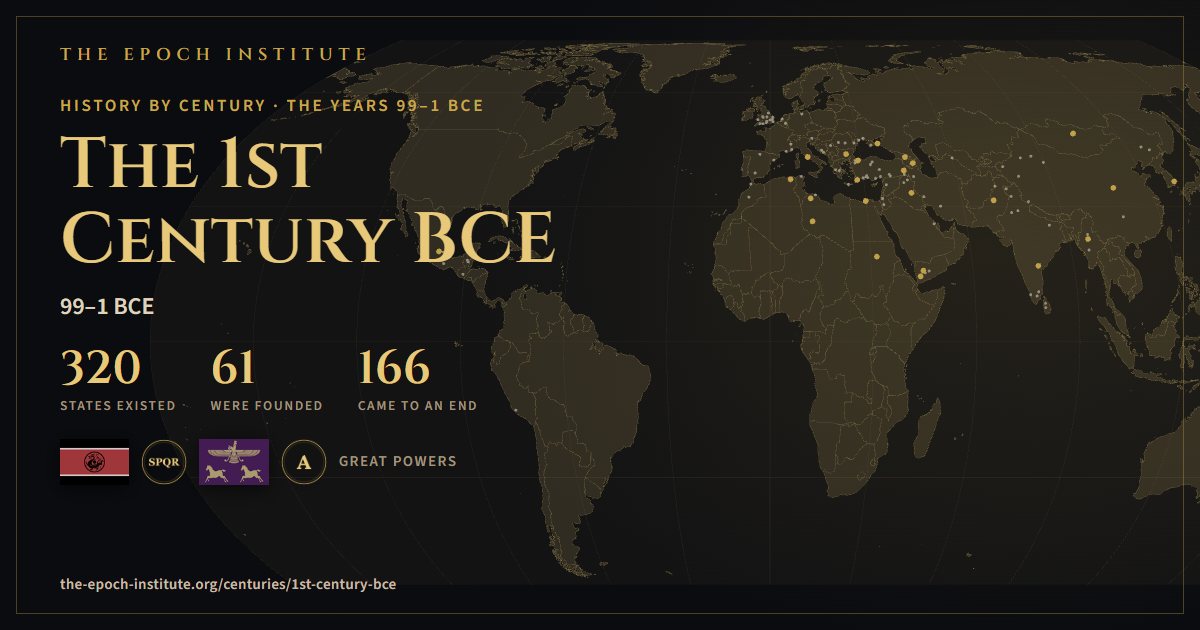 THE EPOCH INSTITUTE
HISTORY BY CENTURY · THE YEARS 99–1 BCE
The 1st
Century BCE
99–1 BCE
320 61 166
STATES EXISTED WERE FOUNDED CAME TO AN END
SPQR A GREAT POWERS
the-epoch-institute.org/centuries/1st-century-bce